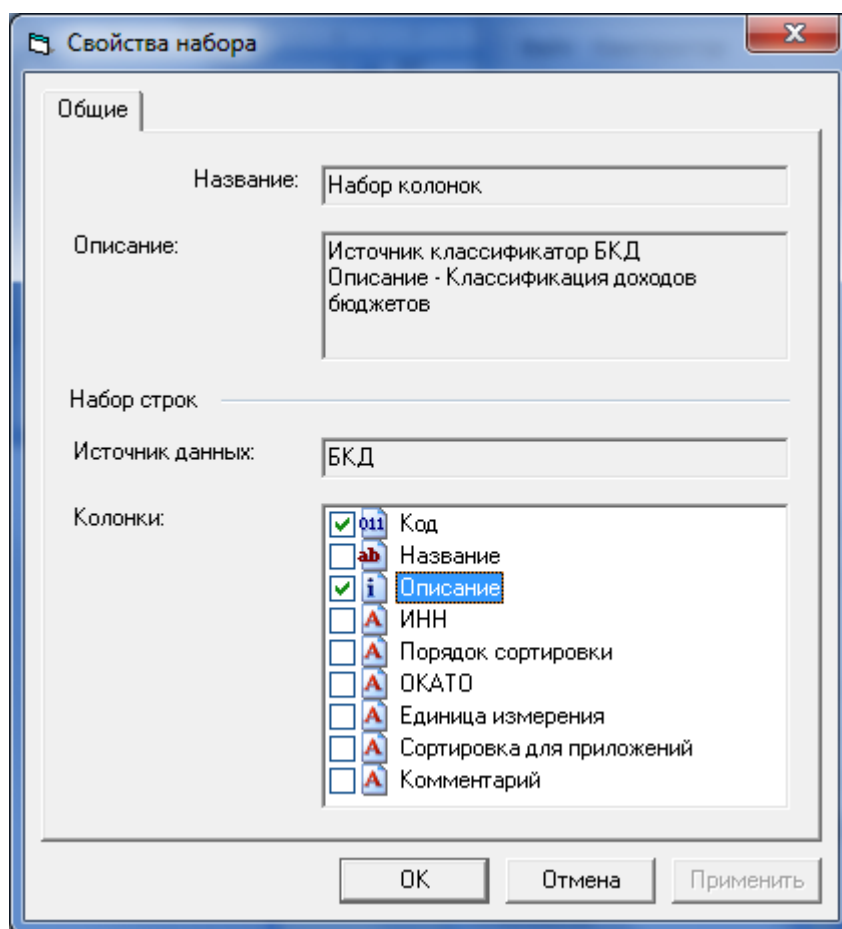 Свойства набора
Общие
Название: Набор колонок
Описание: Источник классификатор БКД
Описание - Классификация доходов
бюджетов
Набор строк
Источник данных: БКД
Колонки: 011 Код
ab Название
i Описание
A ИНН
A Порядок сортировки
A ОКАТО
A Единица измерения
A Сортировка для приложений
A Комментарий
OK Отмена Применить